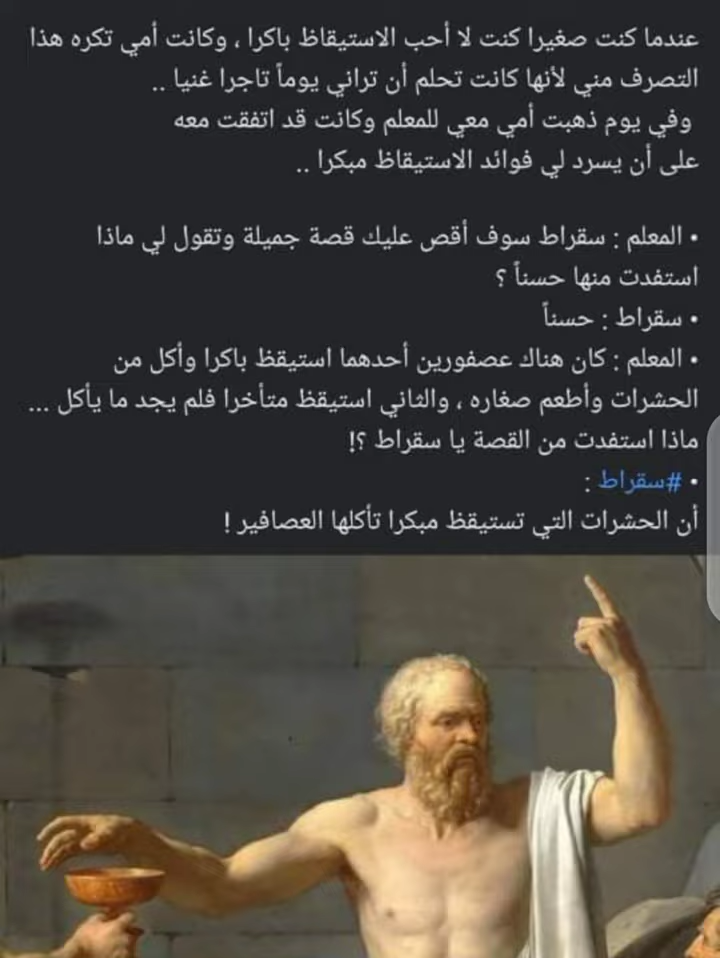 عندما كنت صغيرا كنت لا أحب الاستيقاظ باكرا ، وكانت أمي تكره هذا
التصرف مني لأنها كانت تحلم أن تراني يوماً تاجرا غنيا ..
وفي يوم ذهبت أمي معي للمعلم وكانت قد اتفقت معه
على أن يسرد لي فوائد الاستيقاظ مبكرا ..
• المعلم : سقراط سوف أقص عليك قصة جميلة وتقول لي ماذا
استفدت منها حسناً ؟
• سقراط : حسناً
• المعلم : كان هناك عصفورين أحدهما استيقظ باكرا وأكل من
الحشرات وأطعم صغاره ، والثاني استيقظ متأخرا فلم يجد ما يأكل ...
ماذا استفدت من القصة يا سقراط ؟!
• #سقراط :
أن الحشرات التي تستيقظ مبكرا تأكلها العصافير !